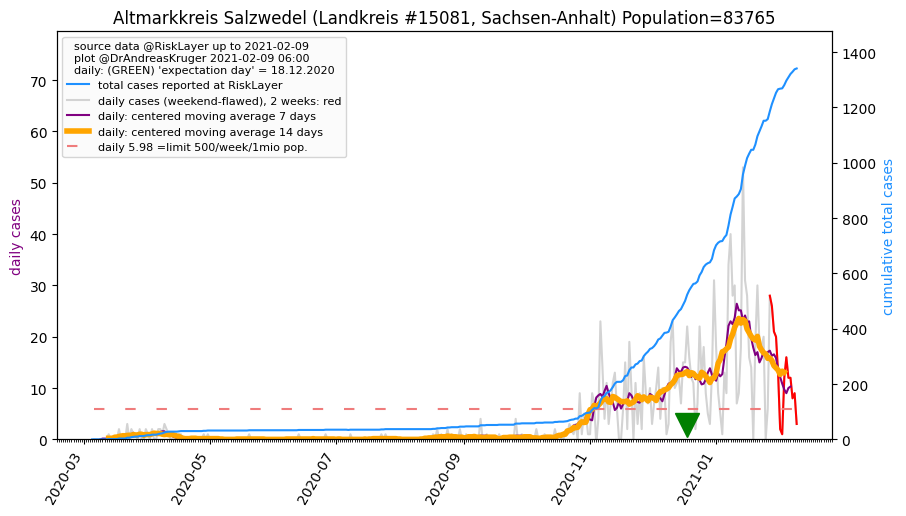 Altmarkkreis Salzwedel (Landkreis #15081, Sachsen-Anhalt) Population=83765
source data @RiskLayer up to 2021-02-09
plot @DrAndreasKruger 2021-02-09 06:00
daily: (GREEN) 'expectation day' = 18.12.2020
total cases reported at RiskLayer
daily cases (weekend-flawed), 2 weeks: red
daily: centered moving average 7 days
daily: centered moving average 14 days
daily 5.98 =limit 500/week/1mio pop.
daily cases
70
60
50
40
30
20
10
0
1400
1200
1000
800
600
400
200
0
cumulative total cases
2020-03
2020-05
2020-07
2020-09
2020-11
2021-01